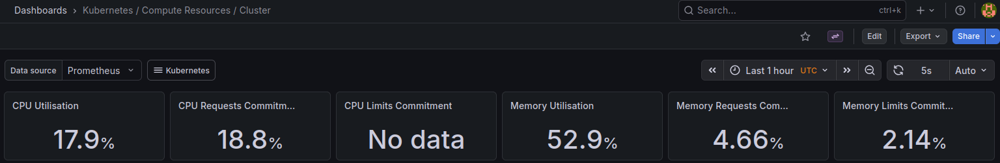 Dashboards › Kubernetes / Compute Resources / Cluster Search... ctrl+k
Edit Export Share
Data source Prometheus Kubernetes Last 1 hour UTC 5s Auto
CPU Utilisation CPU Requests Commitm... CPU Limits Commitment Memory Utilisation Memory Requests Com... Memory Limits Commit...
17.9% 18.8% No data 52.9% 4.66% 2.14%